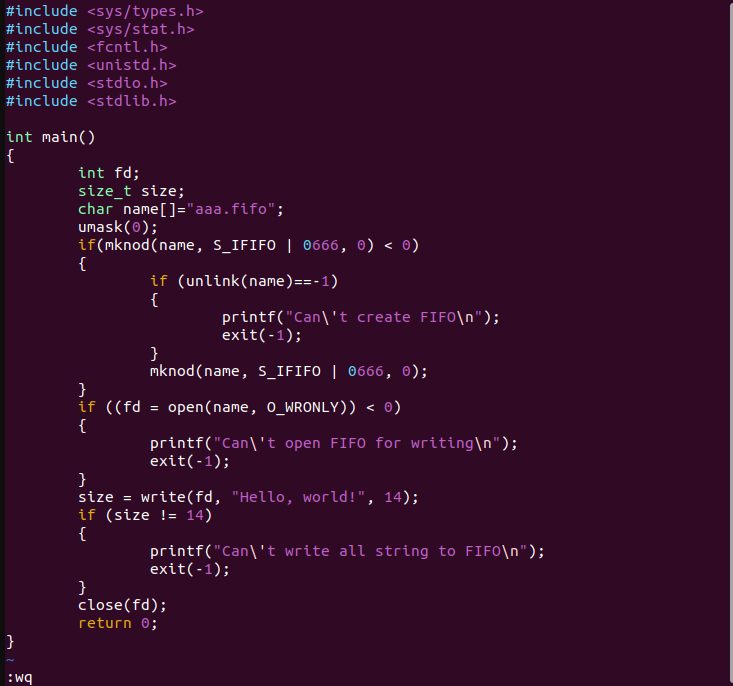 #include <sys/types.h>
#include <sys/stat.h>
#include <fcntl.h>
#include <unistd.h>
#include <stdio.h>
#include <stdlib.h>

int main()
{
        int fd;
        size_t size;
        char name[]="aaa.fifo";
        umask(0);
        if(mknod(name, S_IFIFO | 0666, 0) < 0)
        {
                if (unlink(name)==-1)
                {
                        printf("Can\'t create FIFO\n");
                        exit(-1);
                }
                mknod(name, S_IFIFO | 0666, 0);
        }
        if ((fd = open(name, O_WRONLY)) < 0)
        {
                printf("Can\'t open FIFO for writing\n");
                exit(-1);
        }
        size = write(fd, "Hello, world!", 14);
        if (size != 14)
        {
                printf("Can\'t write all string to FIFO\n");
                exit(-1);
        }
        close(fd);
        return 0;
}
~
:wq